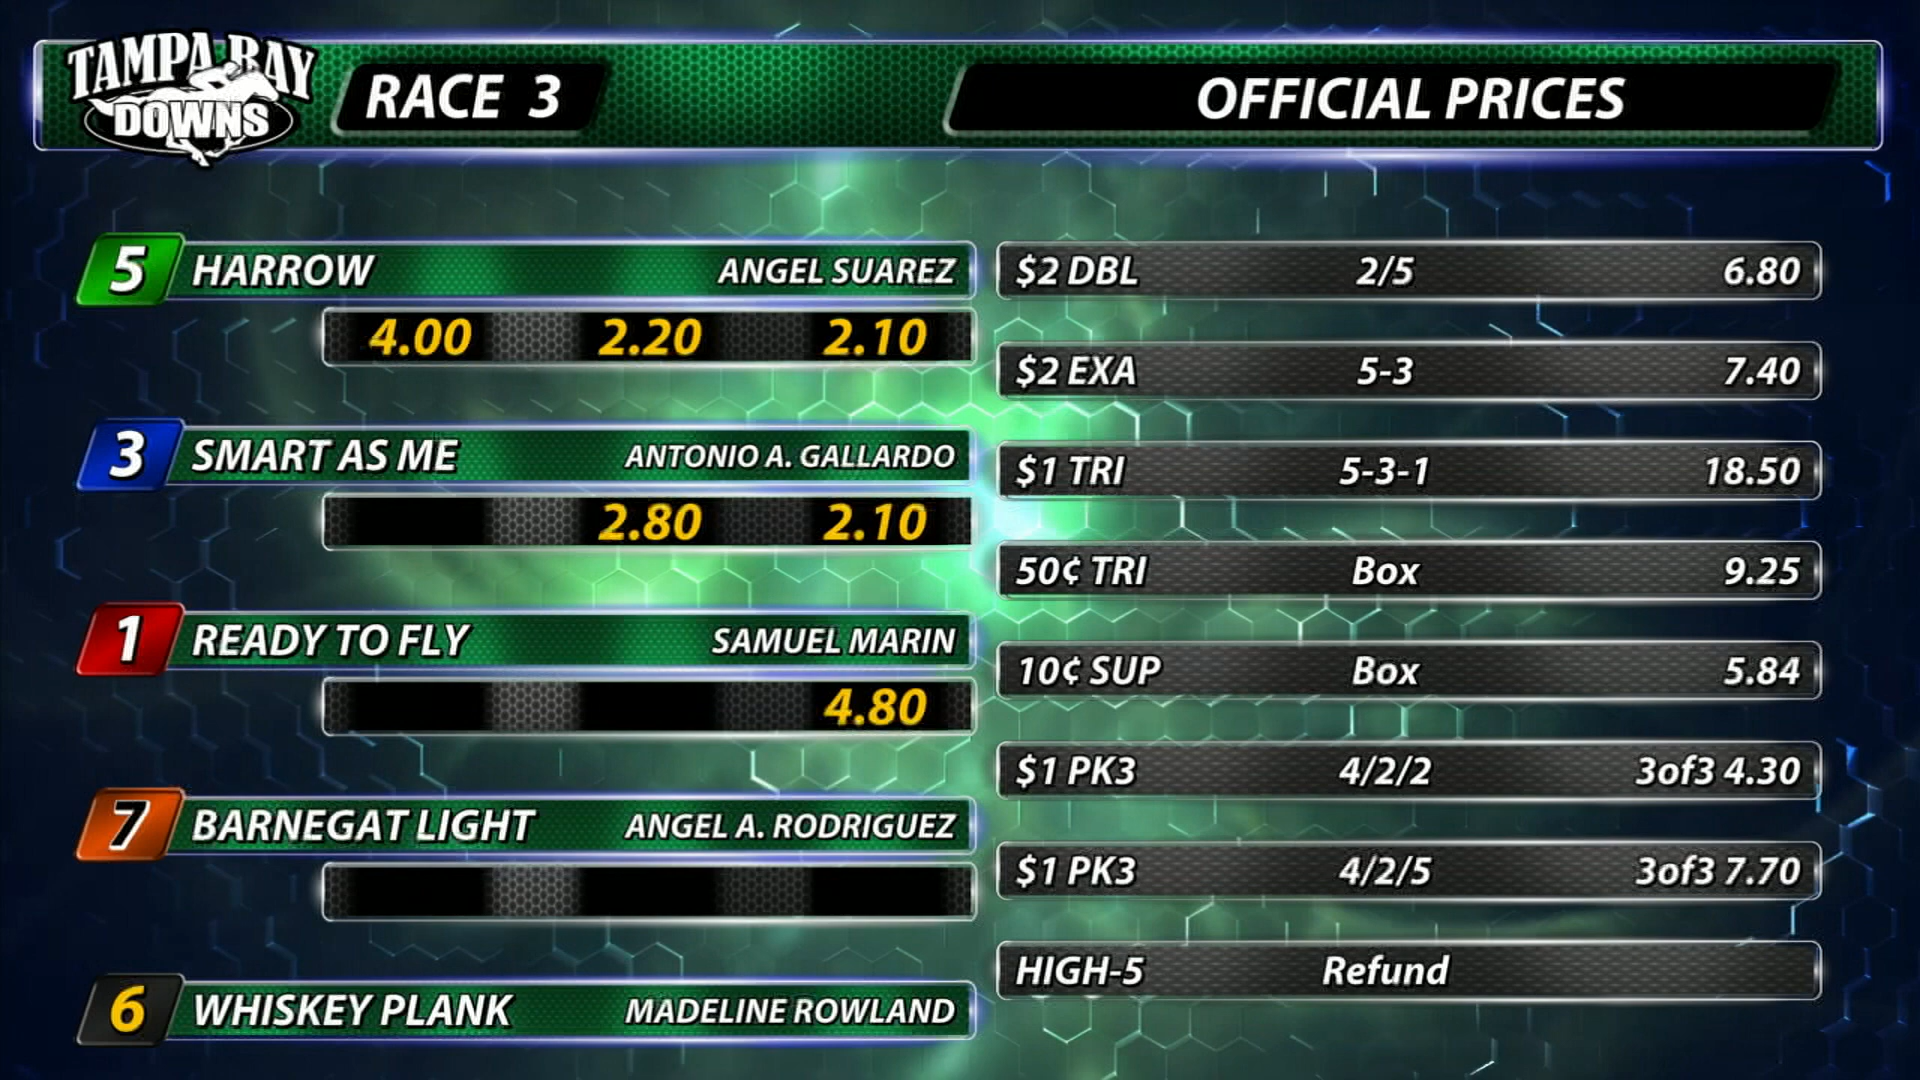 TAMPA BAY
DOWNS
RACE 3
OFFICIAL PRICES
5 HARROW ANGEL SUAREZ
4.00 2.20 2.10
3 SMART AS ME ANTONIO A. GALLARDO
2.80 2.10
1 READY TO FLY SAMUEL MARIN
4.80
7 BARNEGAT LIGHT ANGEL A. RODRIGUEZ
6 WHISKEY PLANK MADELINE ROWLAND
$2 DBL 2/5 6.80
$2 EXA 5-3 7.40
$1 TRI 5-3-1 18.50
50¢ TRI Box 9.25
10¢ SUP Box 5.84
$1 PK3 4/2/2 3of3 4.30
$1 PK3 4/2/5 3of3 7.70
HIGH-5 Refund